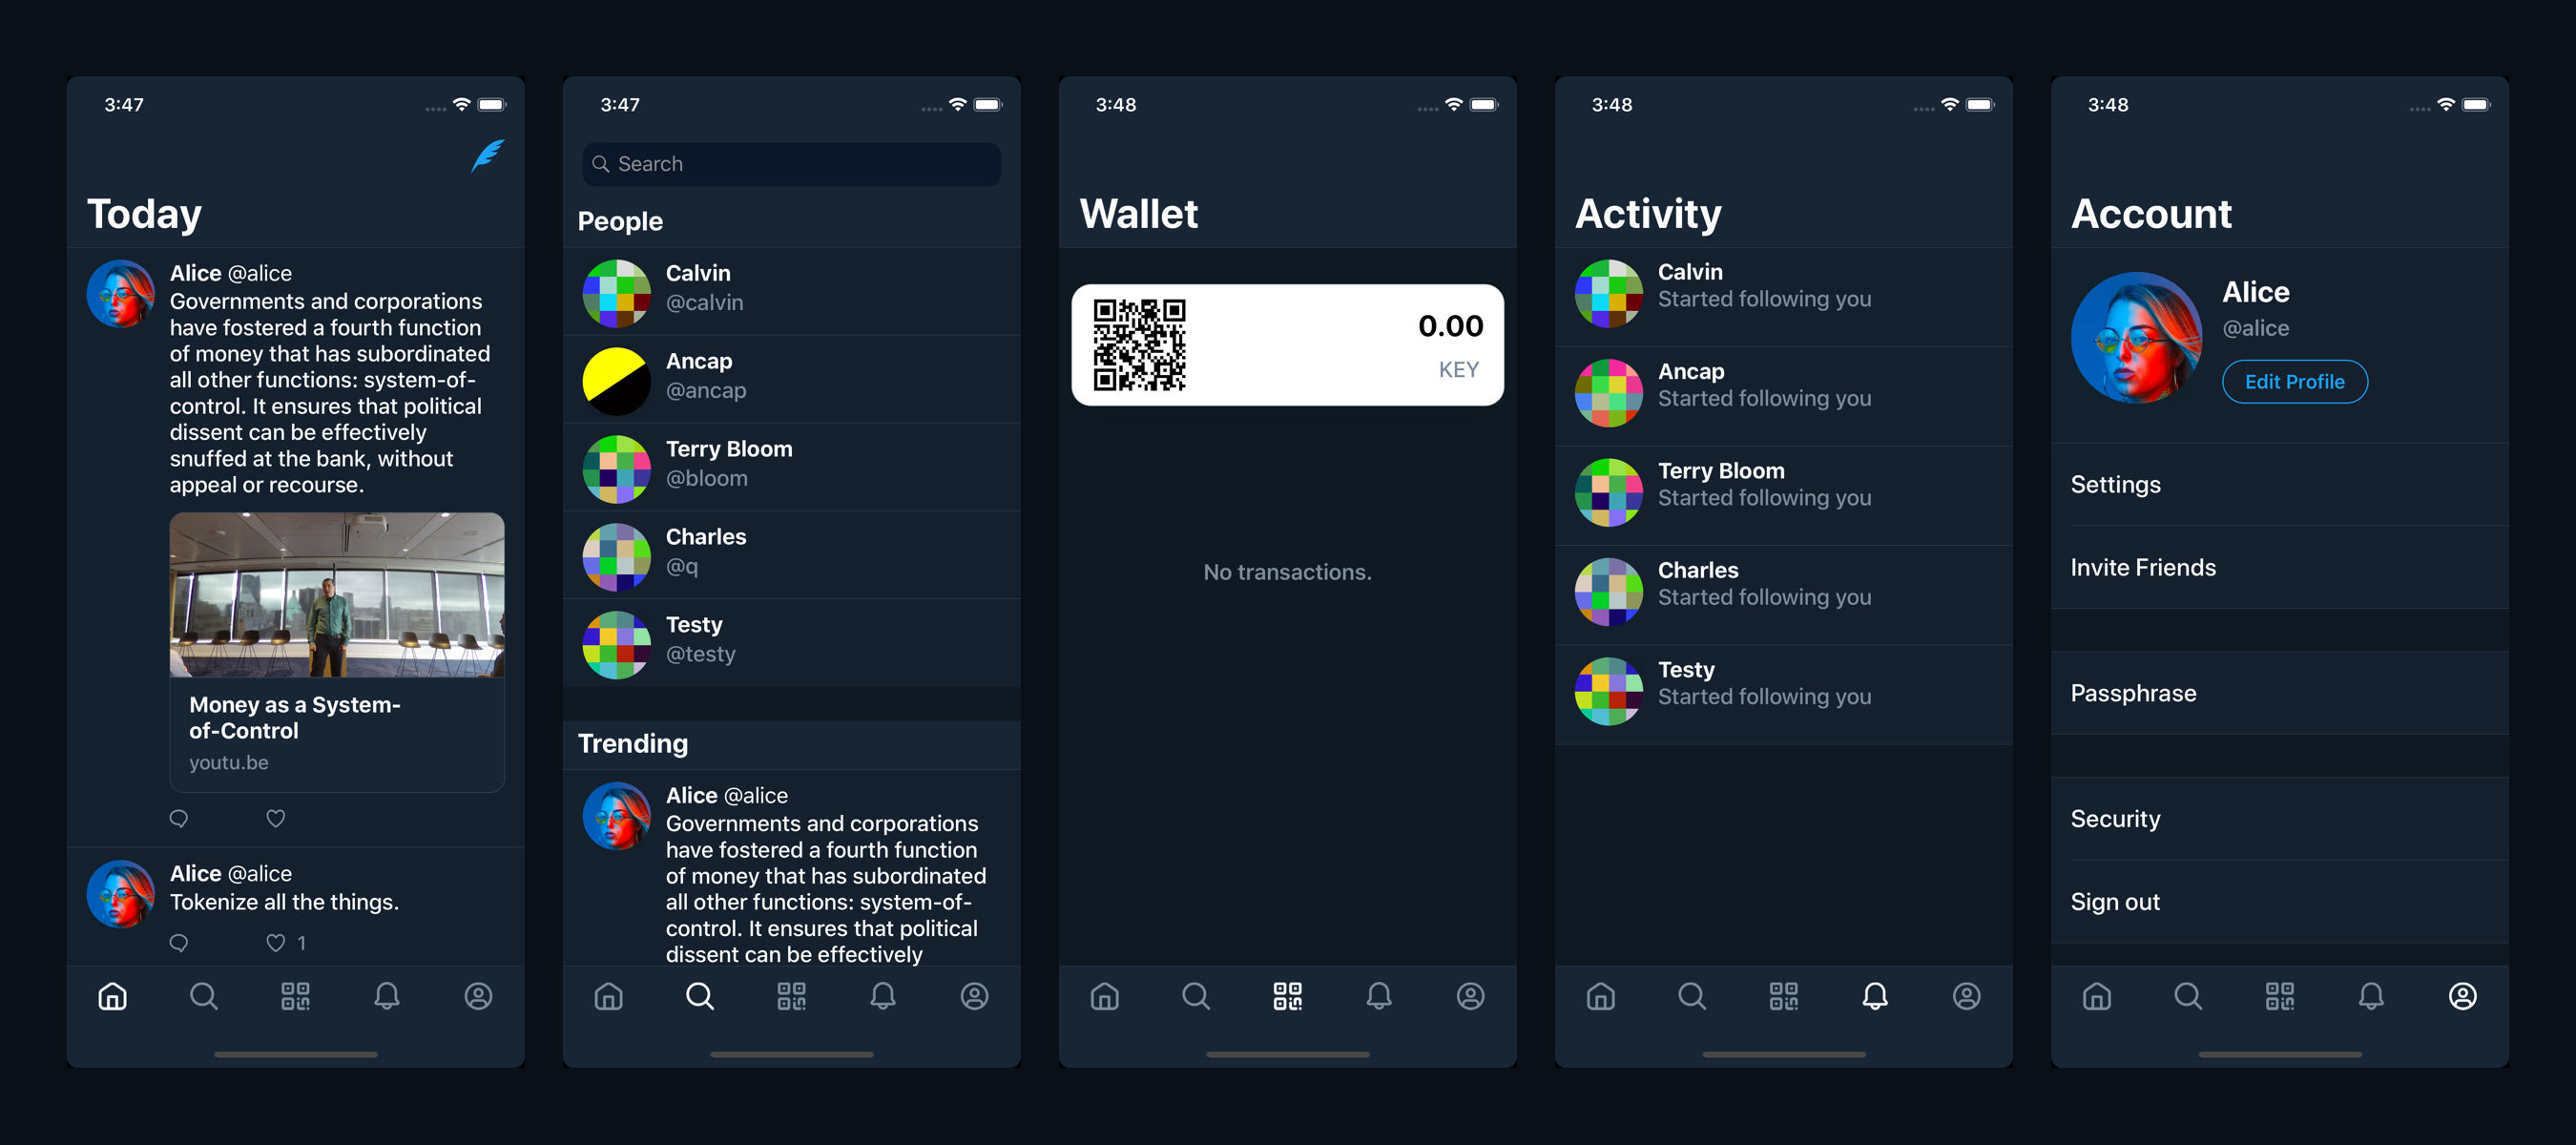 3:47
Today
Alice @alice
Governments and corporations
have fostered a fourth function
of money that has subordinated
all other functions: system-of-
control. It ensures that political
dissent can be effectively
snuffed at the bank, without
appeal or recourse.
Money as a System-
of-Control
youtu.be
Alice @alice
Tokenize all the things.
1
3:47
Search
People
Calvin
@calvin
Ancap
@ancap
Terry Bloom
@bloom
Charles
@q
Testy
@testy
Trending
Alice @alice
Governments and corporations
have fostered a fourth function
of money that has subordinated
all other functions: system-of-
control. It ensures that political
dissent can be effectively
3:48
Wallet
0.00
KEY
No transactions.
3:48
Activity
Calvin
Started following you
Ancap
Started following you
Terry Bloom
Started following you
Charles
Started following you
Testy
Started following you
3:48
Account
Alice
@alice
Edit Profile
Settings
Invite Friends
Passphrase
Security
Sign out